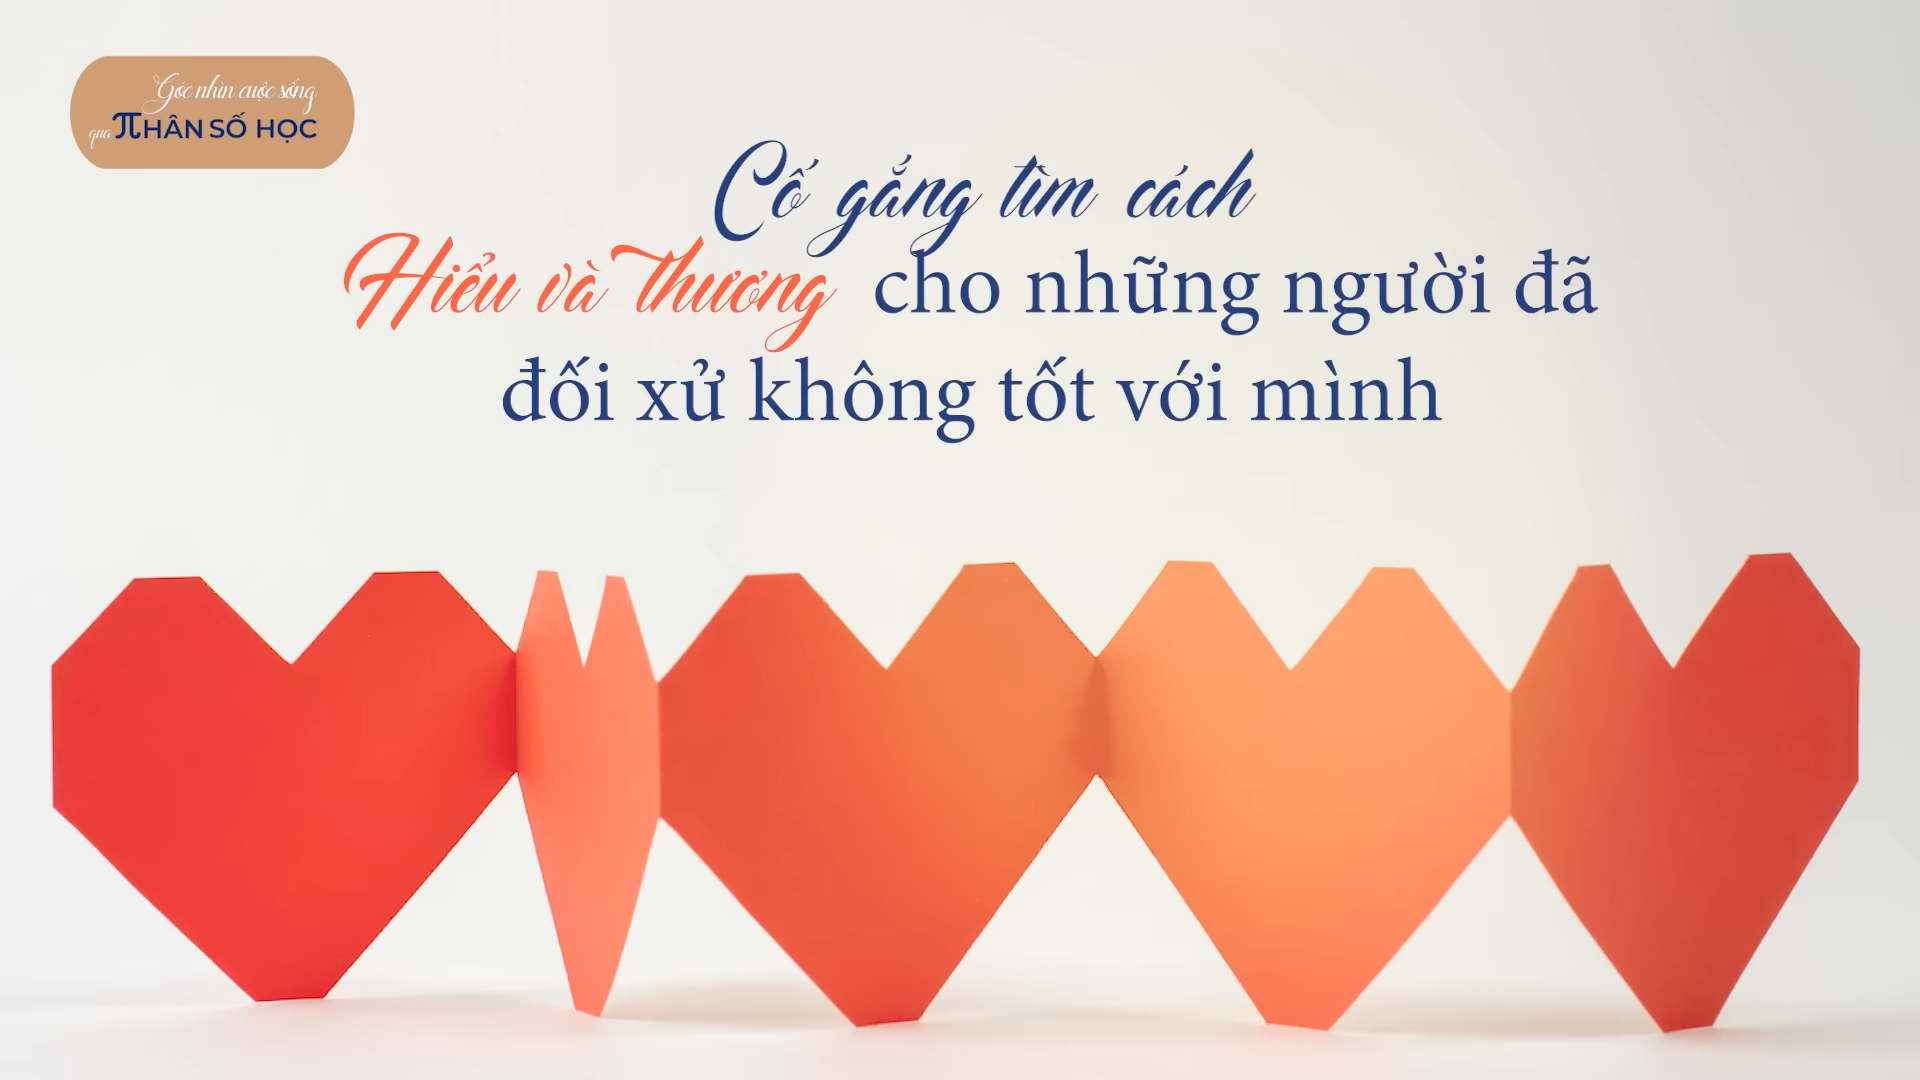 Góc nhìn cuộc sống
qua NHÂN SỐ HỌC
Cố gắng tìm cách
Hiểu và thương cho những người đã
đối xử không tốt với mình